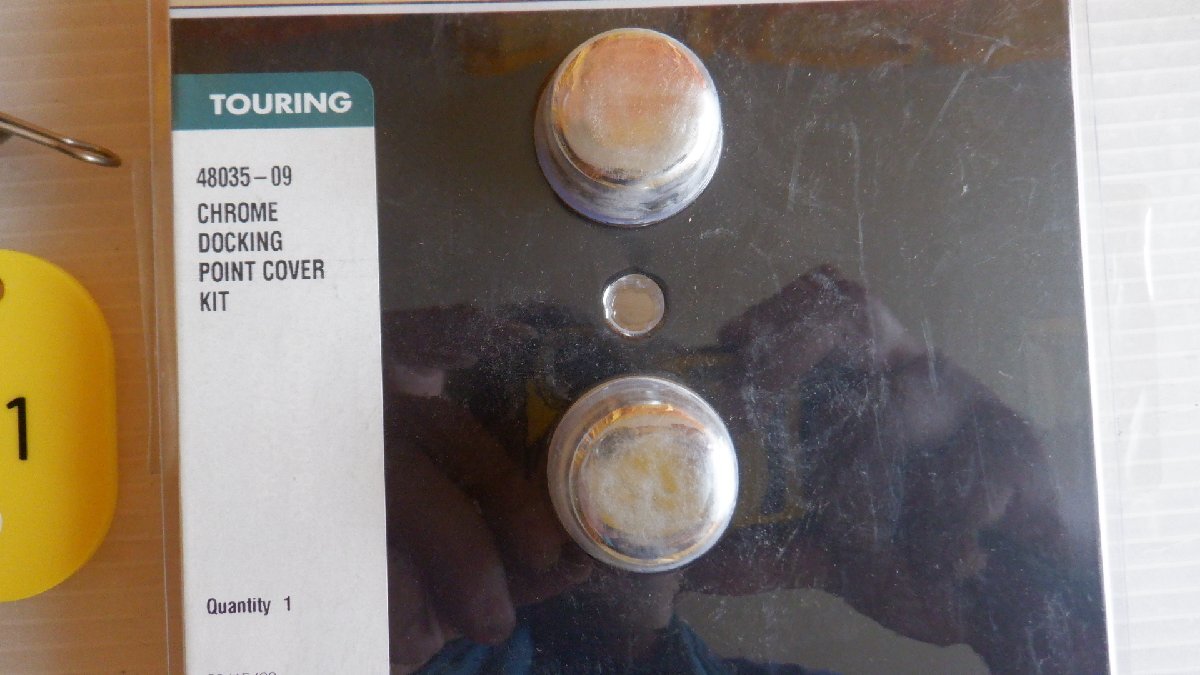 TOURING
48035-09
CHROME
DOCKING
POINT COVER
KIT
1
Quantity 1